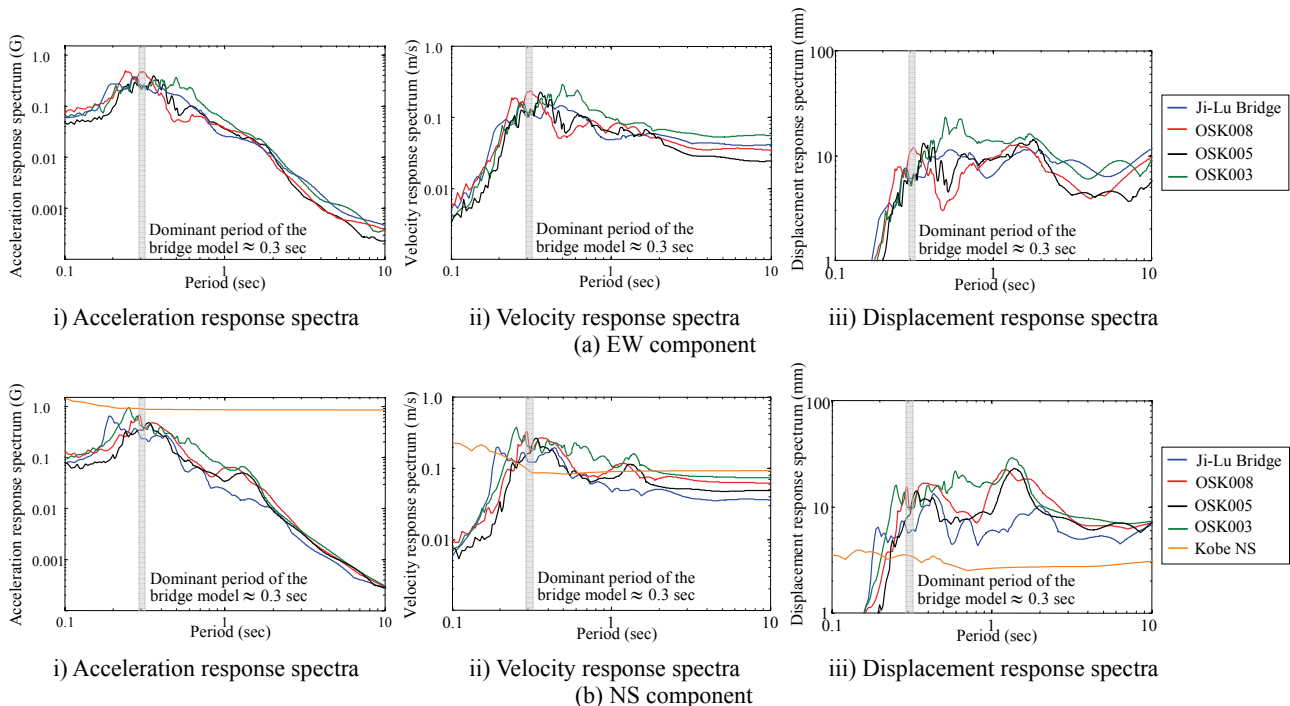 Acceleration response spectrum (G)
1.0
0.1
0.01
0.001
0.1
1
10
Period (sec)
Dominant period of the
bridge model ≈ 0.3 sec
i) Acceleration response spectra
Velocity response spectrum (m/s)
1.0
0.1
0.01
0.1
1
10
Period (sec)
Dominant period of the
bridge model ≈ 0.3 sec
ii) Velocity response spectra
Displacement response spectrum (mm)
100
10
1
0.1
1
10
Period (sec)
Dominant period of the
bridge model ≈ 0.3 sec
iii) Displacement response spectra
Ji-Lu Bridge
OSK008
OSK005
OSK003
(a) EW component
Acceleration response spectrum (G)
1.0
0.1
0.01
0.001
0.1
1
10
Period (sec)
Dominant period of the
bridge model ≈ 0.3 sec
i) Acceleration response spectra
Velocity response spectrum (m/s)
1.0
0.1
0.01
0.1
1
10
Period (sec)
Dominant period of the
bridge model ≈ 0.3 sec
ii) Velocity response spectra
Displacement response spectrum (mm)
100
10
1
0.1
1
10
Period (sec)
Dominant period of the
bridge model ≈ 0.3 sec
iii) Displacement response spectra
Ji-Lu Bridge
OSK008
OSK005
OSK003
Kobe NS
(b) NS component